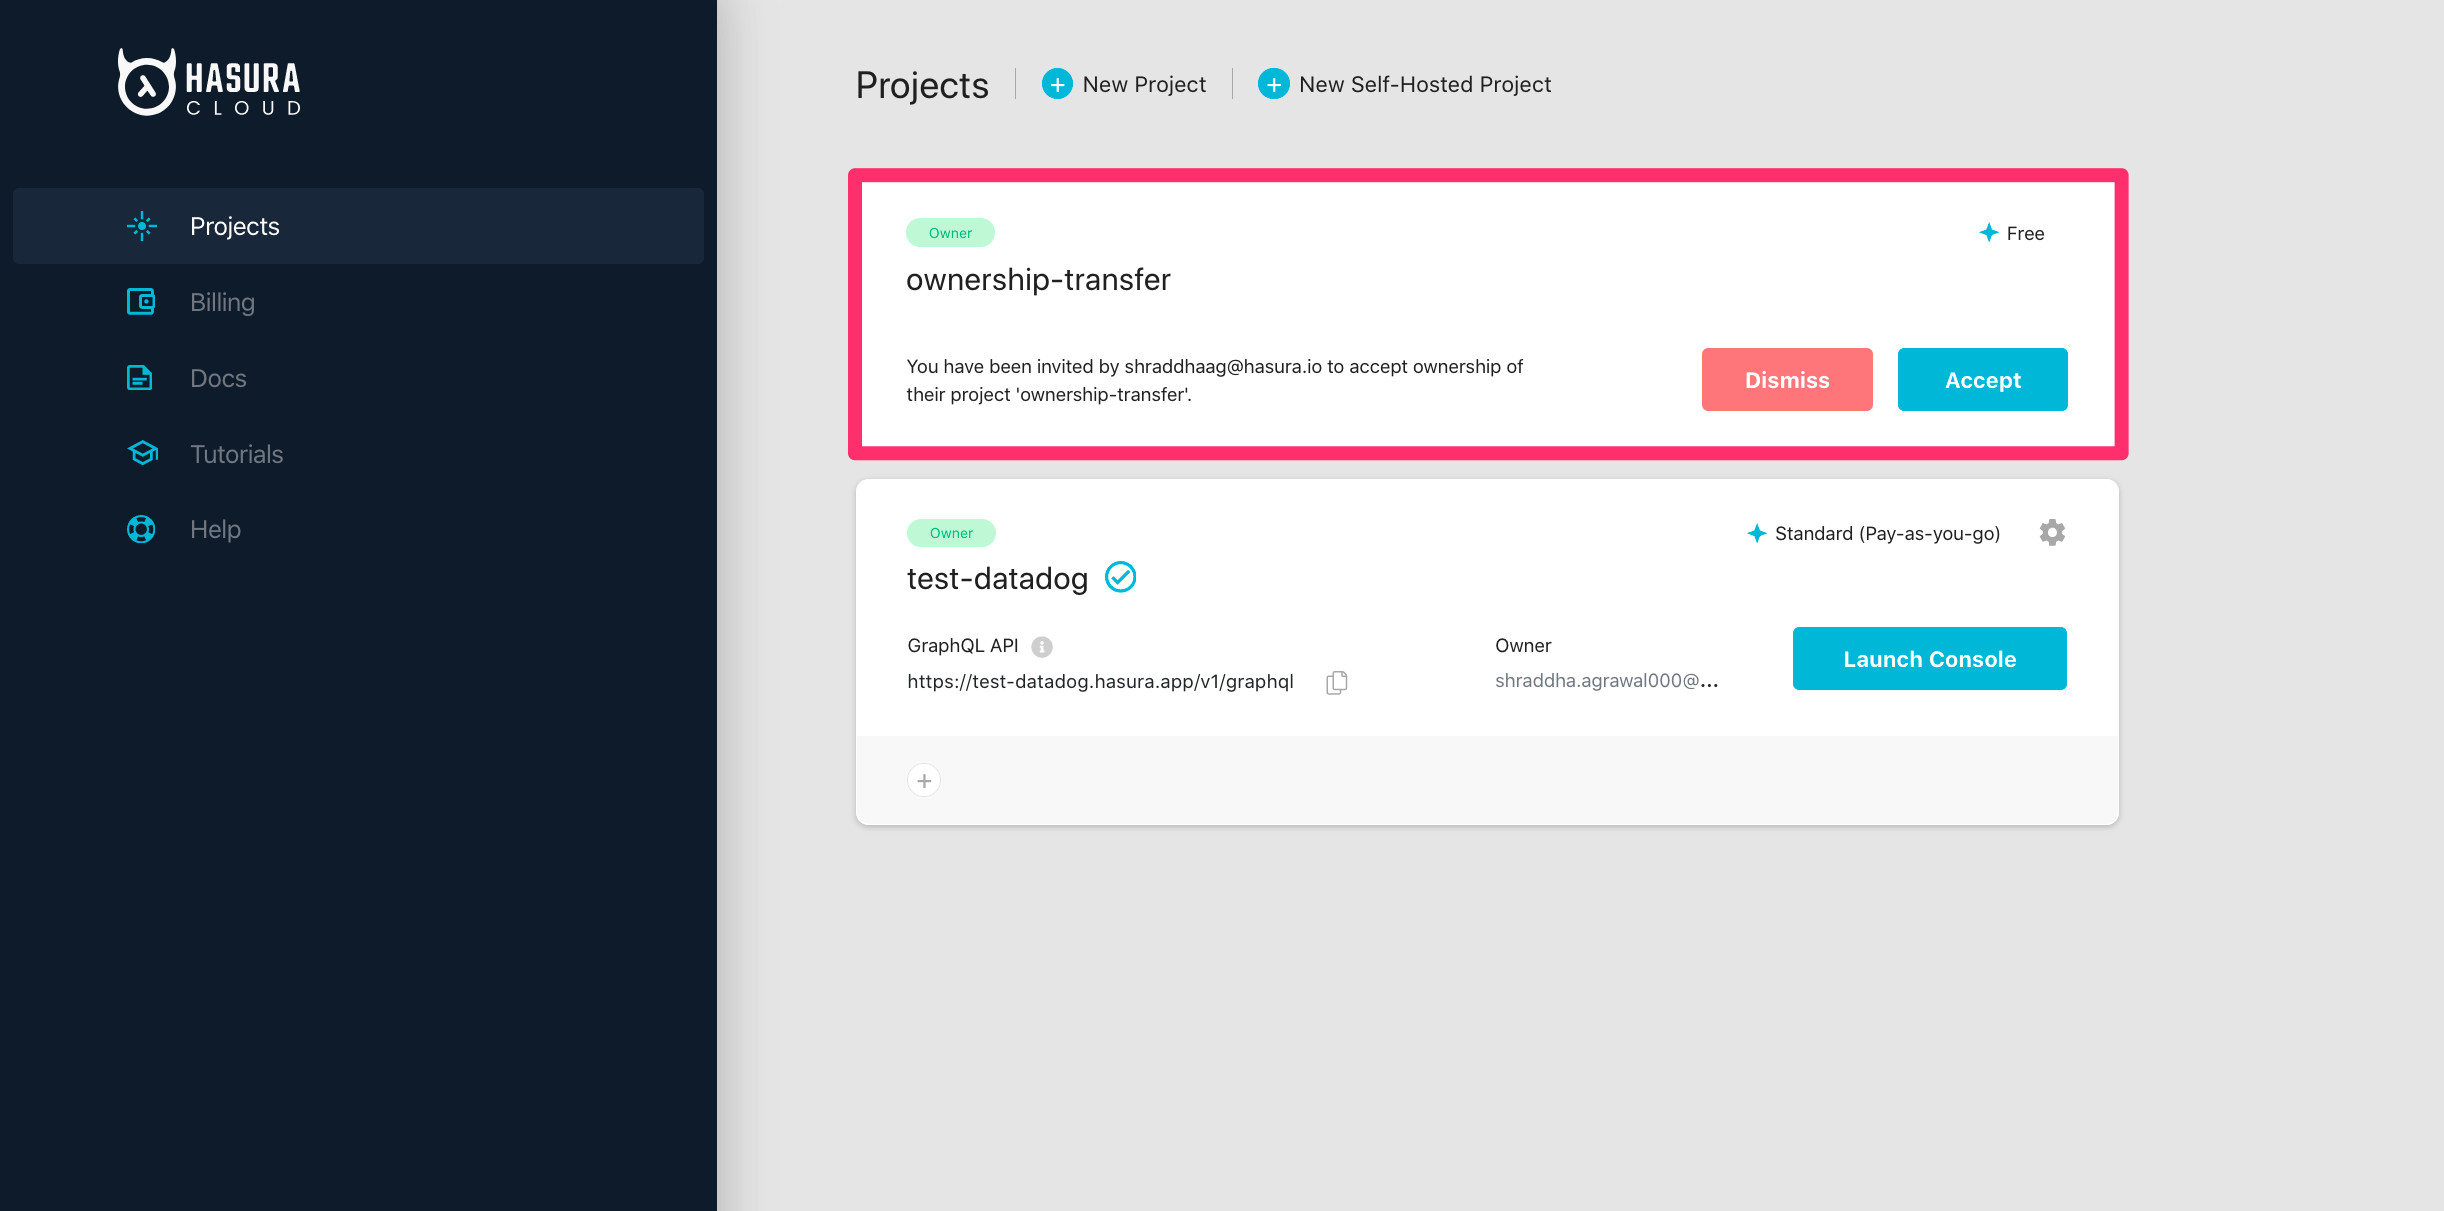 HASURA
CLOUD
Projects
Billing
Docs
Tutorials
Help
Projects
New Project
New Self-Hosted Project
Owner
Free
ownership-transfer
You have been invited by shraddhaag@hasura.io to accept ownership of
their project 'ownership-transfer'.
Dismiss
Accept
Owner
Standard (Pay-as-you-go)
test-datadog
GraphQL API
https://test-datadog.hasura.app/v1/graphql
Owner
shraddha.agrawal000@...
Launch Console